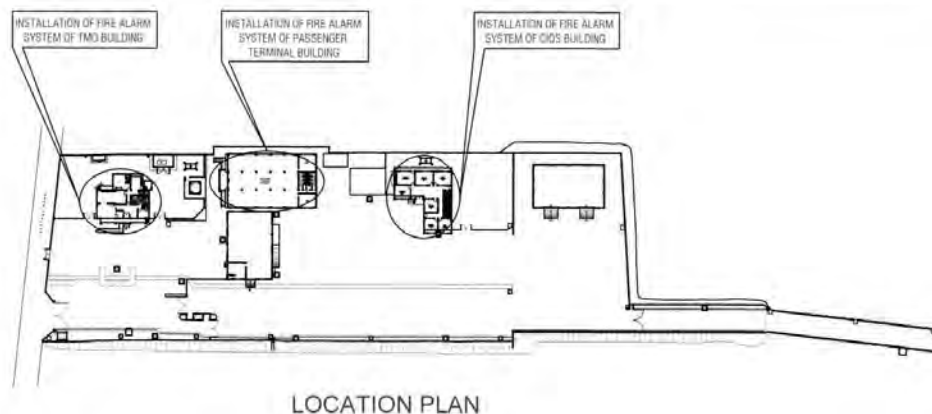 INSTALLATION OF FIRE ALARM
SYSTEM OF TMO BUILDING
INSTALLATION OF FIRE ALARM
SYSTEM OF PASSENGER
TERMINAL BUILDING
INSTALLATION OF FIRE ALARM
SYSTEM OF CIQS BUILDING
LOCATION PLAN